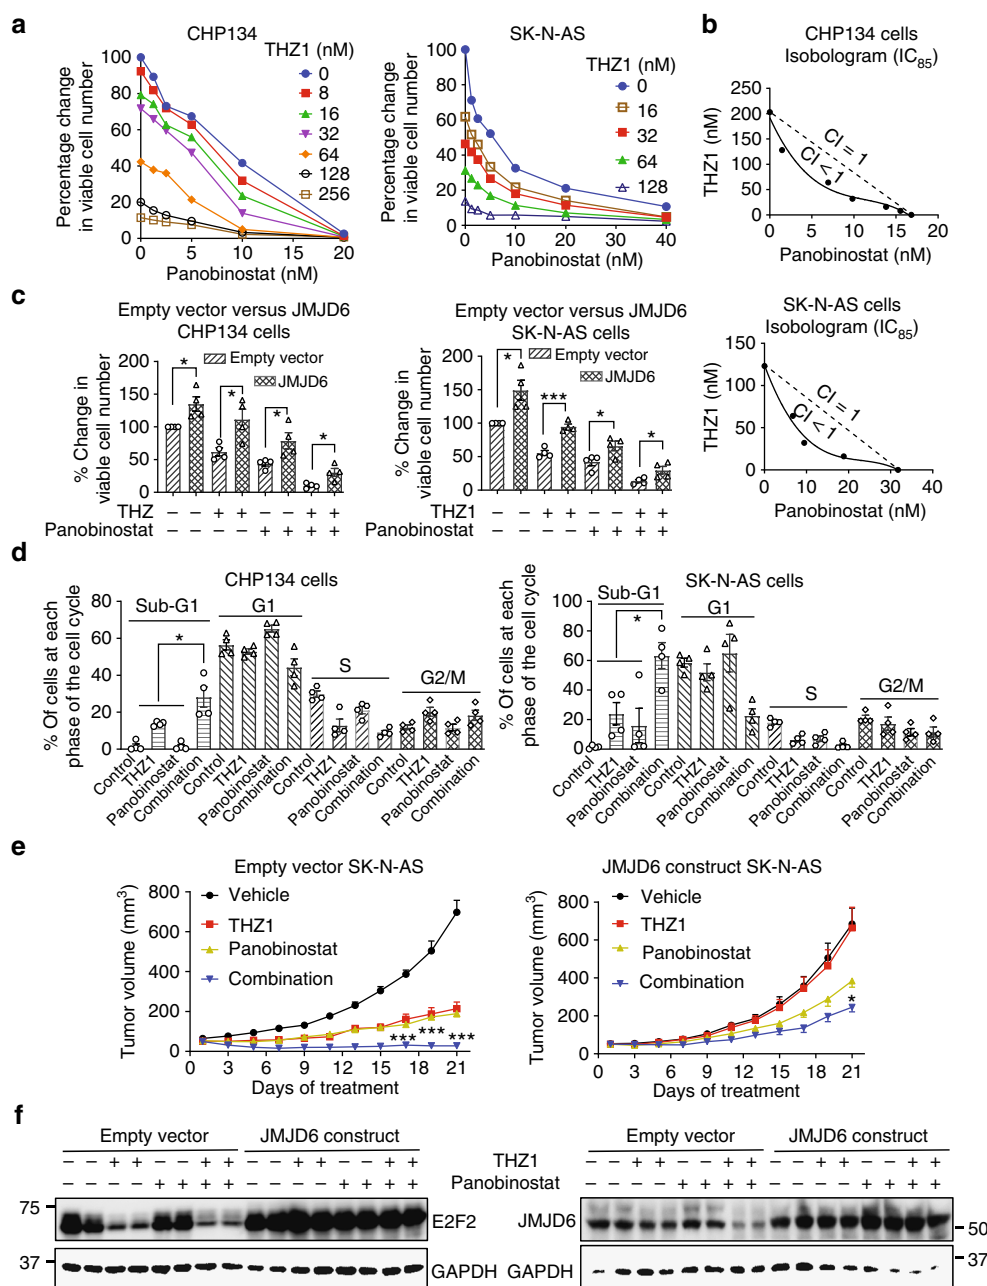 a
CHP134
THZ1 (nM)
0
8
16
32
64
128
256
Percentage change
in viable cell number
100
80
60
40
20
0
0 5 10 15 20
Panobinostat (nM)
SK-N-AS
THZ1 (nM)
0
16
32
64
128
Percentage change
in viable cell number
100
80
60
40
20
0
0 10 20 30 40
Panobinostat (nM)
b
CHP134 cells
Isobologram (IC85)
THZ1 (nM)
250
200
150
100
50
0
CI = 1
CI < 1
0 5 10 15 20
Panobinostat (nM)
SK-N-AS cells
Isobologram (IC85)
THZ1 (nM)
150
100
50
0
CI = 1
CI < 1
0 10 20 30 40
Panobinostat (nM)
c
Empty vector versus JMJD6
CHP134 cells
Empty vector
JMJD6
% Change in
viable cell number
200
150
100
50
0
* * * *
THZ − − + + − − + +
Panobinostat − − − − + + + +
Empty vector versus JMJD6
SK-N-AS cells
Empty vector
JMJD6
% Change in
viable cell number
200
150
100
50
0
* *** * *
THZ1 − − + + − − + +
− − − − + + + +
d
CHP134 cells
% Of cells at each
phase of the cell cycle
80
60
40
20
0
Sub-G1
G1
S
G2/M
*
Control
THZ1
Panobinostat
Combination
Control
THZ1
Panobinostat
Combination
Control
THZ1
Panobinostat
Combination
Control
THZ1
Panobinostat
Combination
SK-N-AS cells
% Of cells at each
phase of the cell cycle
100
80
60
40
20
0
Sub-G1
G1
S
G2/M
*
Control
THZ1
Panobinostat
Combination
Control
THZ1
Panobinostat
Combination
Control
THZ1
Panobinostat
Combination
Control
THZ1
Panobinostat
Combination
e
Empty vector SK-N-AS
Vehicle
THZ1
Panobinostat
Combination
Tumor volume (mm3)
800
600
400
200
0
*** *** ***
0 3 6 9 12 15 18 21
Days of treatment
JMJD6 construct SK-N-AS
Vehicle
THZ1
Panobinostat
Combination
Tumor volume (mm3)
800
600
400
200
0
*
0 3 6 9 12 15 18 21
Days of treatment
f
Empty vector JMJD6 construct
− − + + − − + + − − + + − − + + THZ1
− − − − + + + + − − − − + + + + Panobinostat
75
E2F2
37
GAPDH
Empty vector JMJD6 construct
− − + + − − + + − − + + − − + +
− − − − + + + + − − − − + + + +
JMJD6
50
GAPDH
37